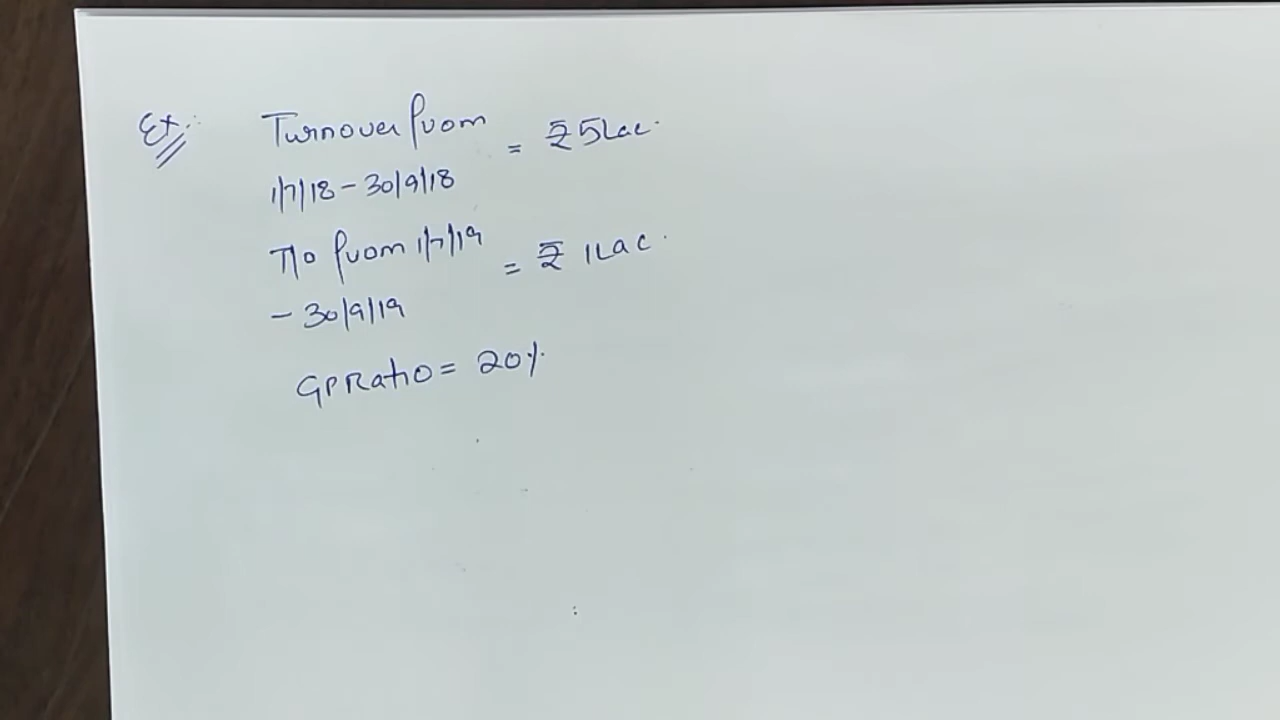 Ex:-
Turnover from = ₹5Lac.
1/7/18 - 30/9/18
T/o from 1/7/19 = ₹ 1Lac.
- 30/9/19
GP Ratio = 20%